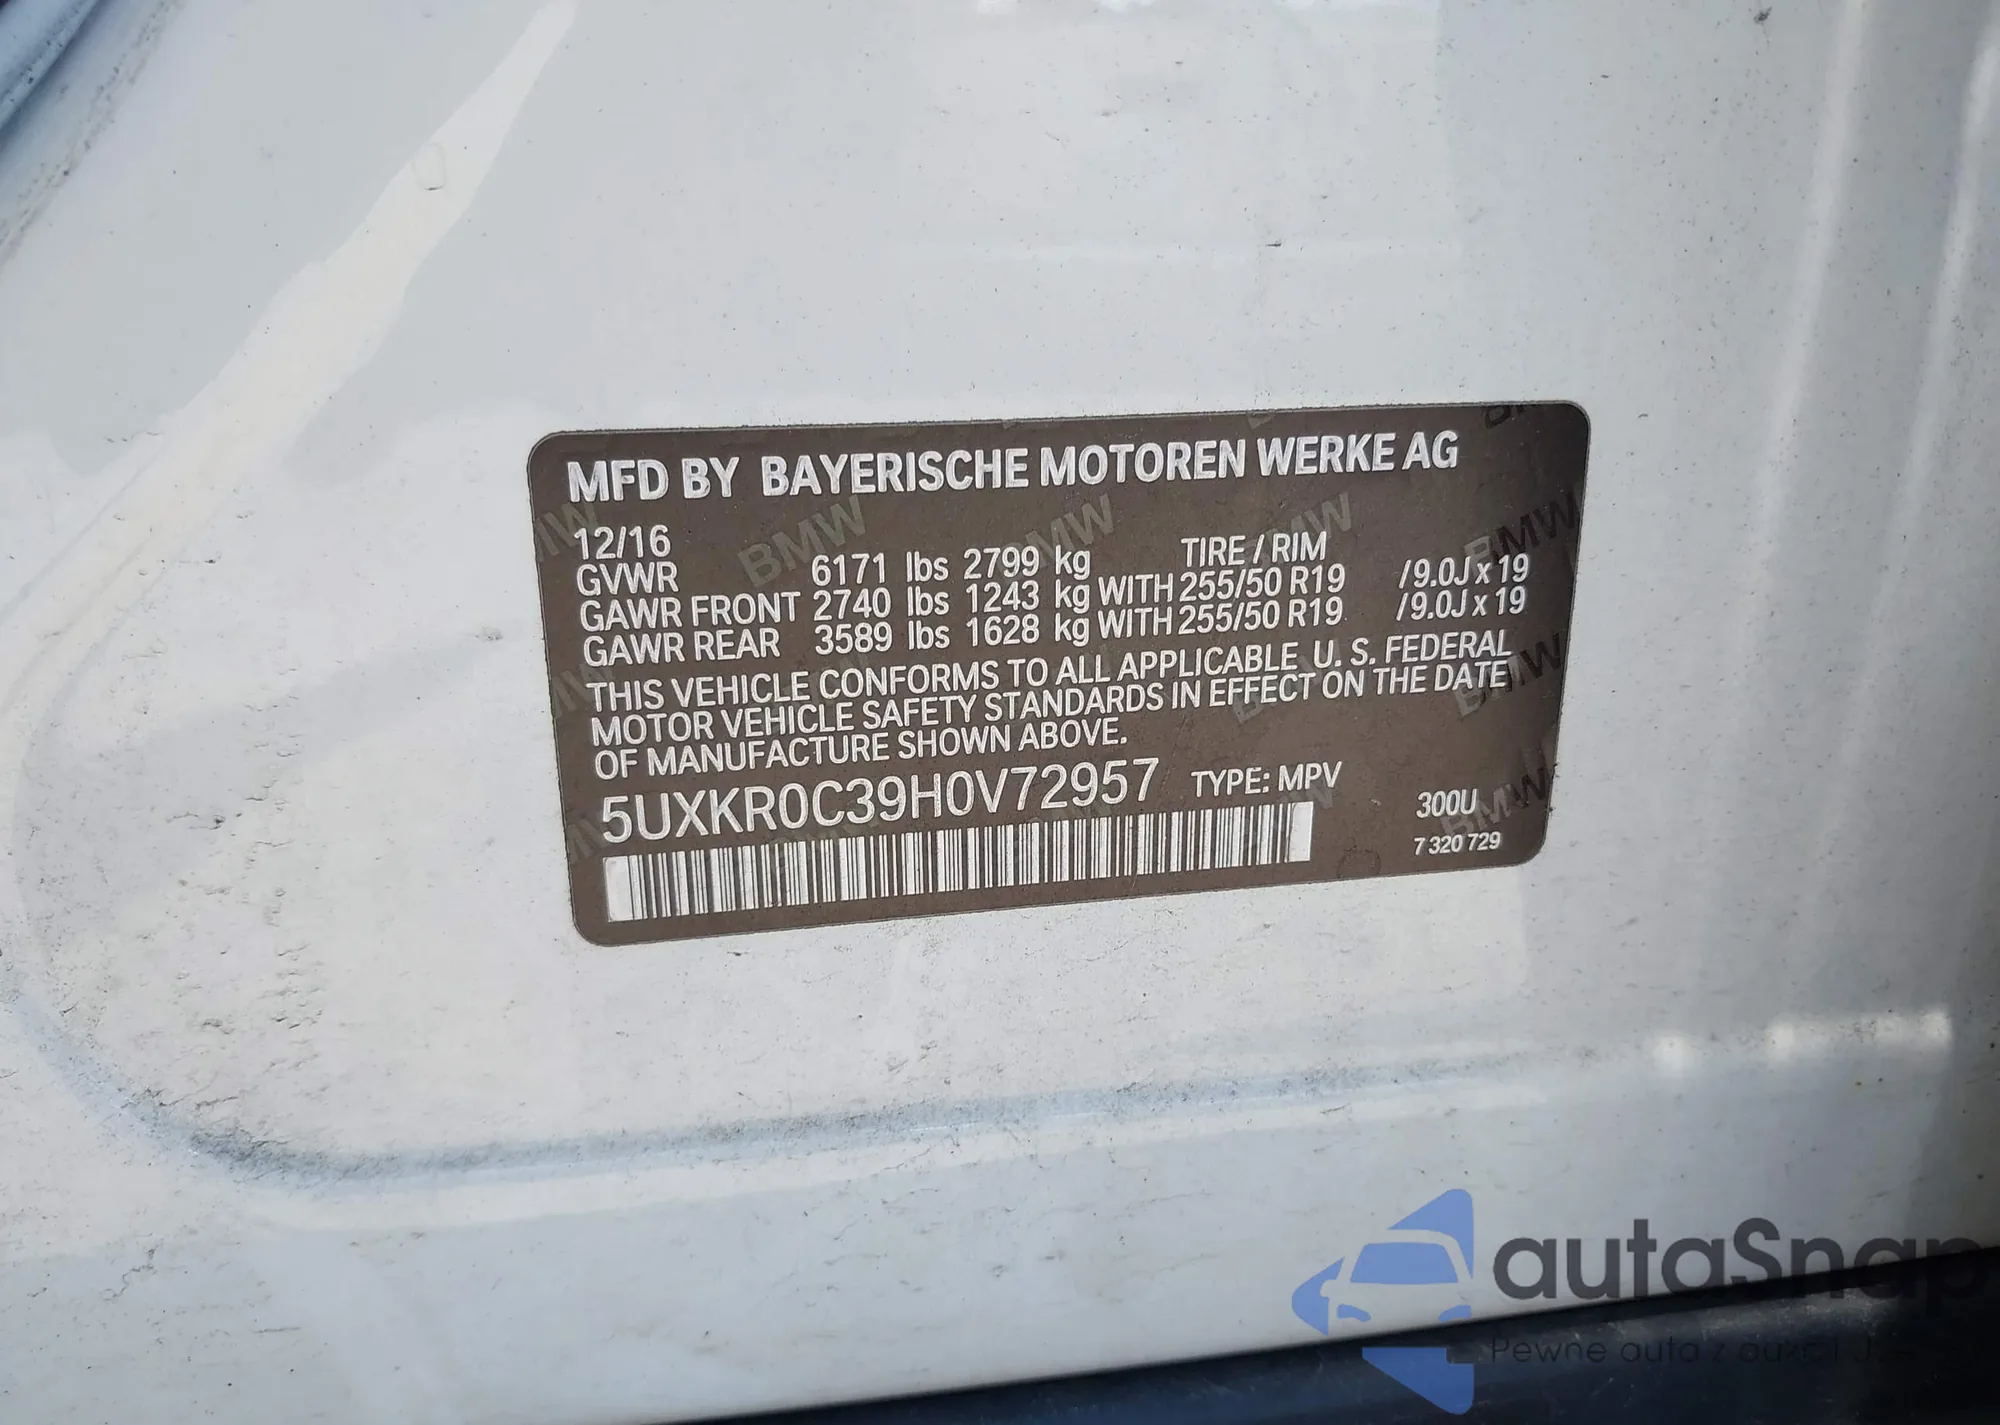 MFD BY BAYERISCHE MOTOREN WERKE AG
12/16
TIRE / RIM
GVWR 6171 lbs 2799 kg
GAWR FRONT 2740 lbs 1243 kg WITH 255/50 R19 /9.0J x 19
GAWR REAR 3589 lbs 1628 kg WITH 255/50 R19 /9.0J x 19
THIS VEHICLE CONFORMS TO ALL APPLICABLE U. S. FEDERAL
MOTOR VEHICLE SAFETY STANDARDS IN EFFECT ON THE DATE
OF MANUFACTURE SHOWN ABOVE.
5UXKR0C39H0V72957 TYPE: MPV
300U
7 320 729
autaSnap
Pewne auta z